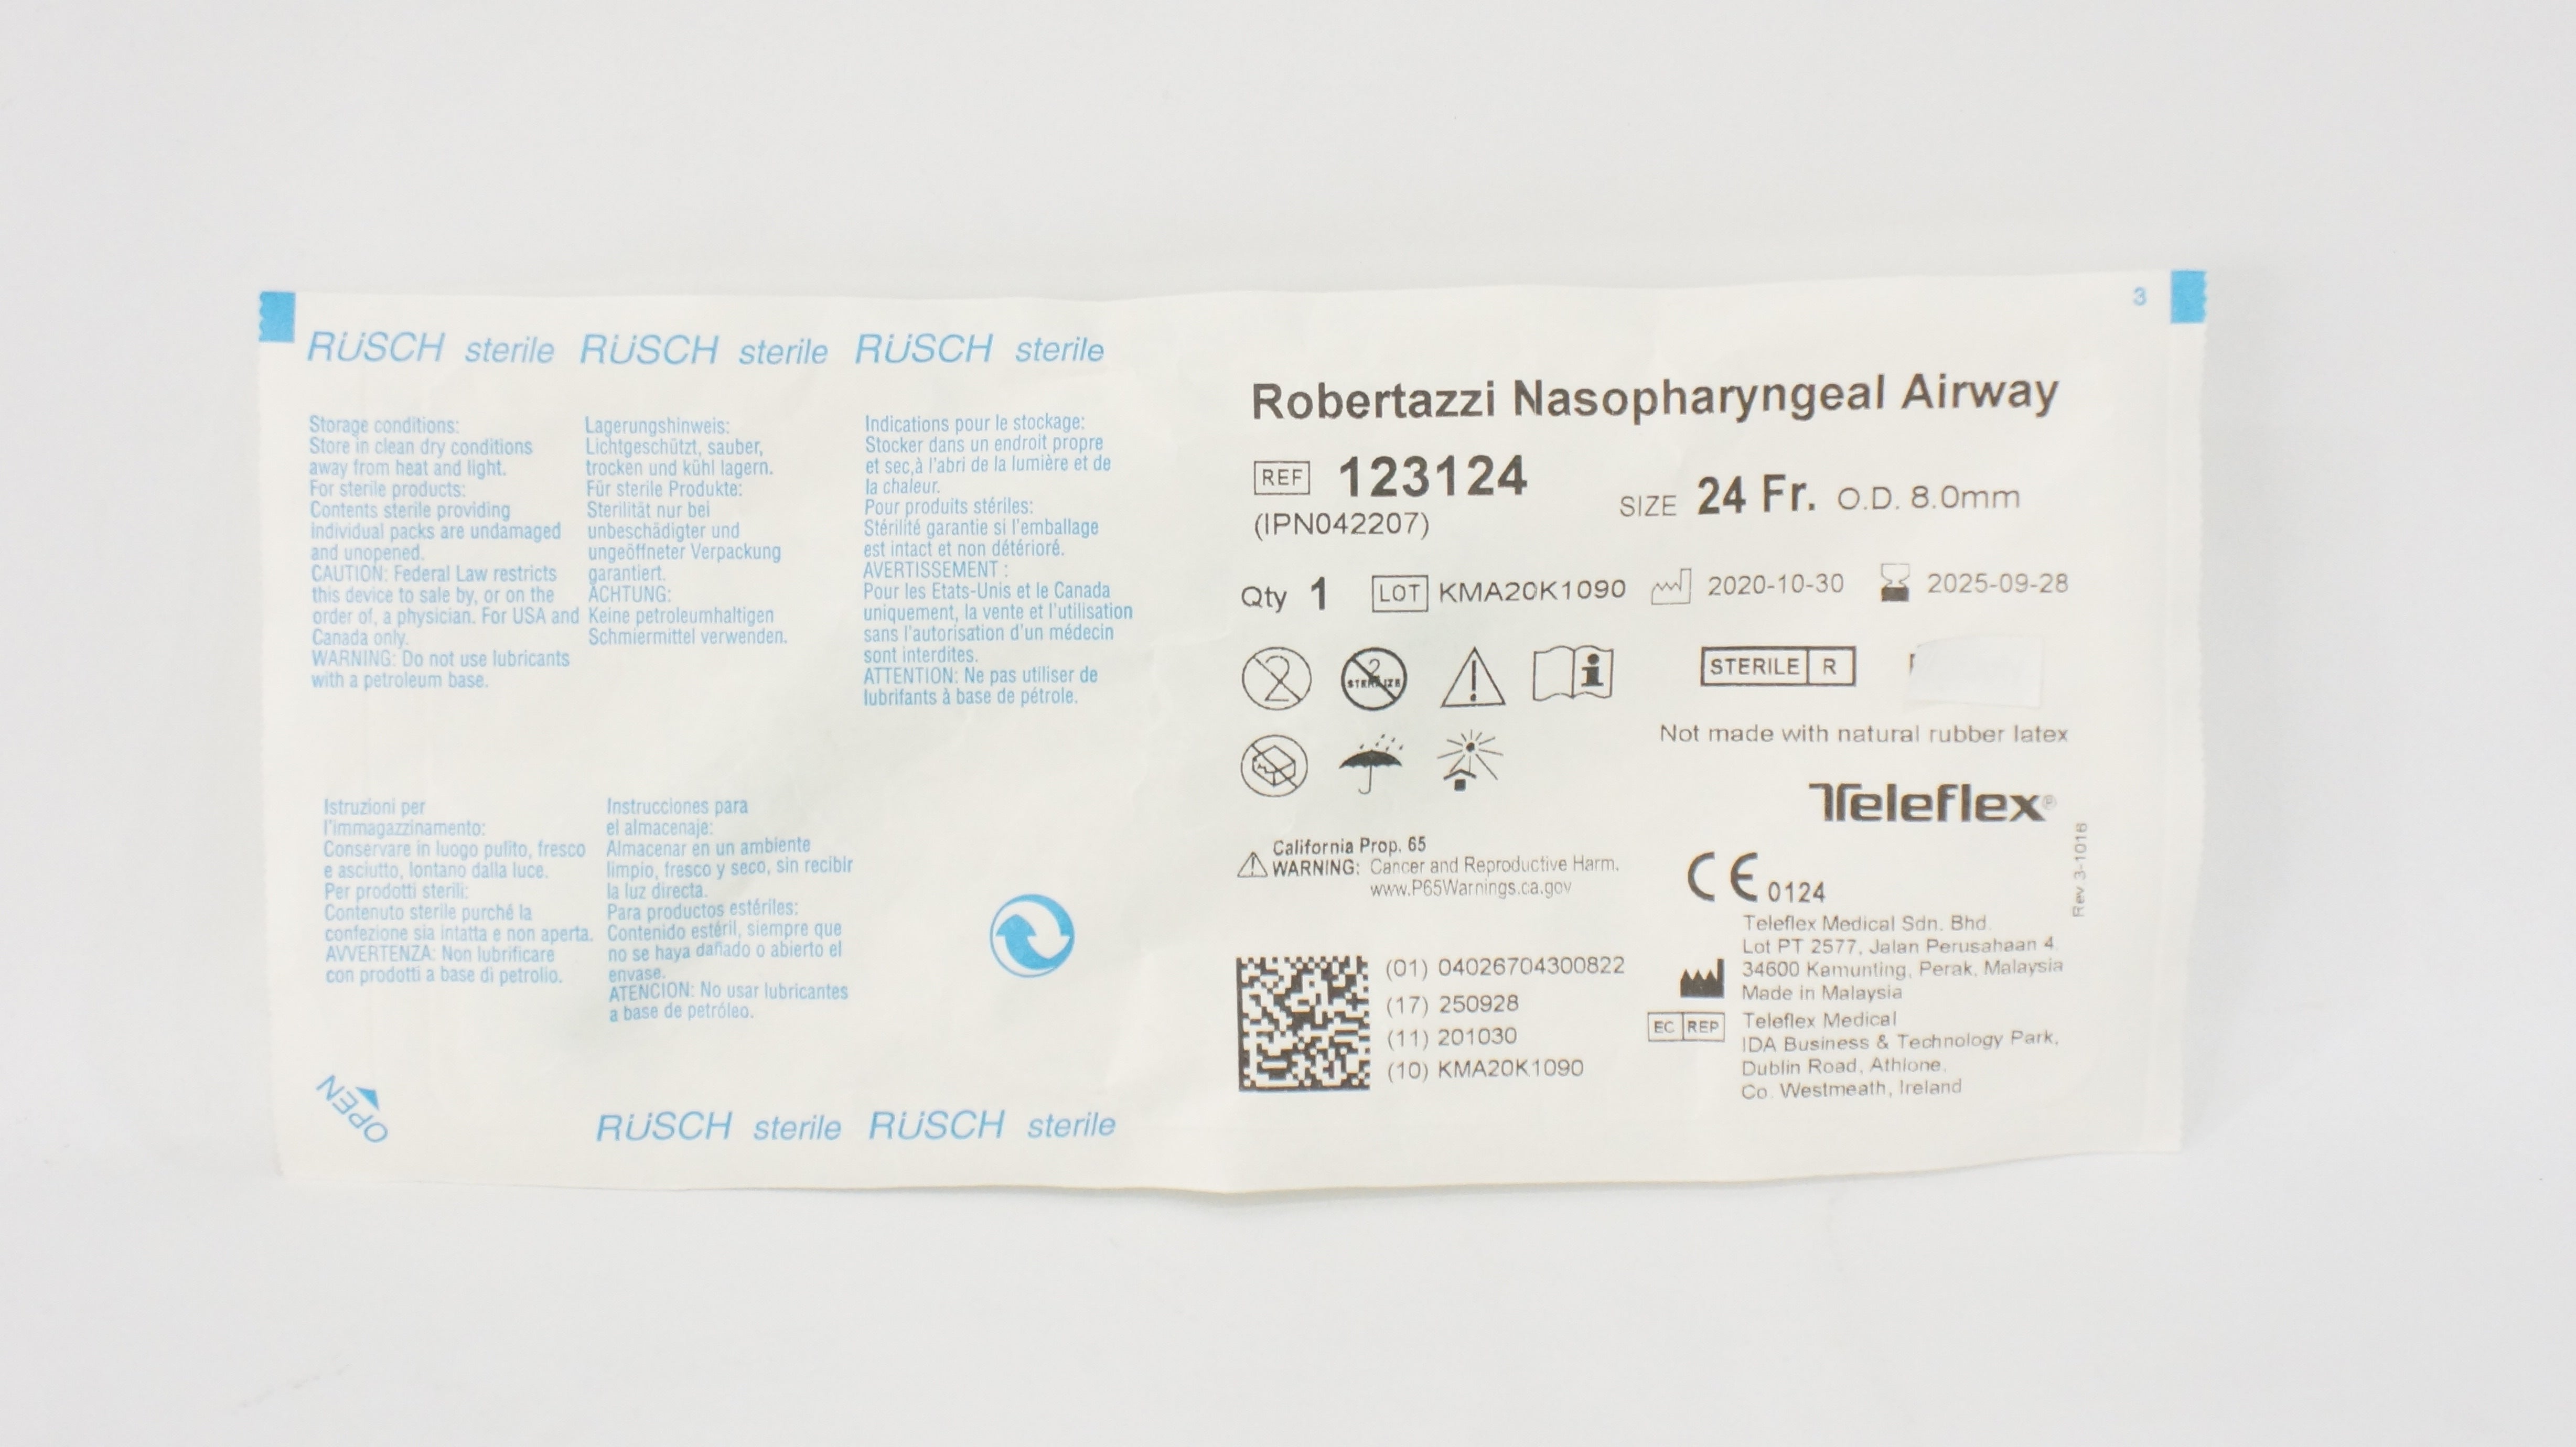 3
RÜSCH sterile RÜSCH sterile RÜSCH sterile
Storage conditions:
Store in clean dry conditions
away from heat and light.
For sterile products:
Contents sterile providing
individual packs are undamaged
and unopened.
CAUTION: Federal Law restricts
this device to sale by, or on the
order of, a physician. For USA and
Canada only.
WARNING: Do not use lubricants
with a petroleum base.
Lagerungshinweis:
Lichtgeschützt, sauber,
trocken und kühl lagern.
Für sterile Produkte:
Sterilität nur bei
unbeschädigter und
ungeöffneter Verpackung
garantiert.
ACHTUNG:
Keine petroleumhaltigen
Schmiermittel verwenden.
Indications pour le stockage:
Stocker dans un endroit propre
et sec,à l'abri de la lumière et de
la chaleur.
Pour produits stériles:
Stérilité garantie si l'emballage
est intact et non détérioré.
AVERTISSEMENT :
Pour les Etats-Unis et le Canada
uniquement, la vente et l'utilisation
sans l'autorisation d'un médecin
sont interdites.
ATTENTION: Ne pas utiliser de
lubrifants à base de pétrole.
Istruzioni per
l'immagazzinamento:
Conservare in luogo pulito, fresco
e asciutto, lontano dalla luce.
Per prodotti sterili:
Contenuto sterile purché la
confezione sia intatta e non aperta.
AVVERTENZA: Non lubrificare
con prodotti a base di petrolio.
Instrucciones para
el almacenaje:
Almacenar en un ambiente
limpio, fresco y seco, sin recibir
la luz directa.
Para productos estériles:
Contenido estéril, siempre que
no se haya dañado o abierto el
envase.
ATENCION: No usar lubricantes
a base de petróleo.
OPEN
RÜSCH sterile RÜSCH sterile
Robertazzi Nasopharyngeal Airway
REF 123124
(IPN042207)
SIZE 24 Fr. O.D. 8.0mm
Qty 1 LOT KMA20K1090 2020-10-30 2025-09-28
2 2 STERILIZE
STERILE R
Not made with natural rubber latex
Teleflex®
California Prop. 65
WARNING: Cancer and Reproductive Harm.
www.P65Warnings.ca.gov
CE 0124
Rev 3-1016
(01) 04026704300822
(17) 250928
(11) 201030
(10) KMA20K1090
Teleflex Medical Sdn. Bhd.
Lot PT 2577, Jalan Perusahaan 4
34600 Kamunting, Perak, Malaysia
Made in Malaysia
EC REP
Teleflex Medical
IDA Business & Technology Park,
Dublin Road, Athlone,
Co. Westmeath, Ireland